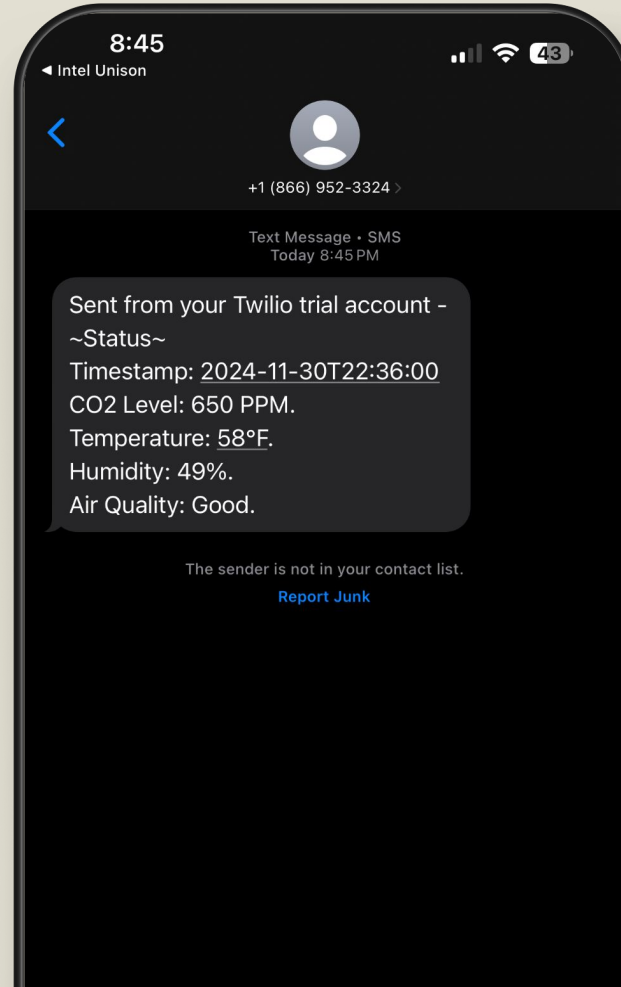 8:45
◀ Intel Unison
43
+1 (866) 952-3324 >
Text Message • SMS
Today 8:45 PM
Sent from your Twilio trial account -
~Status~
Timestamp: 2024-11-30T22:36:00
CO2 Level: 650 PPM.
Temperature: 58°F.
Humidity: 49%.
Air Quality: Good.
The sender is not in your contact list.
Report Junk